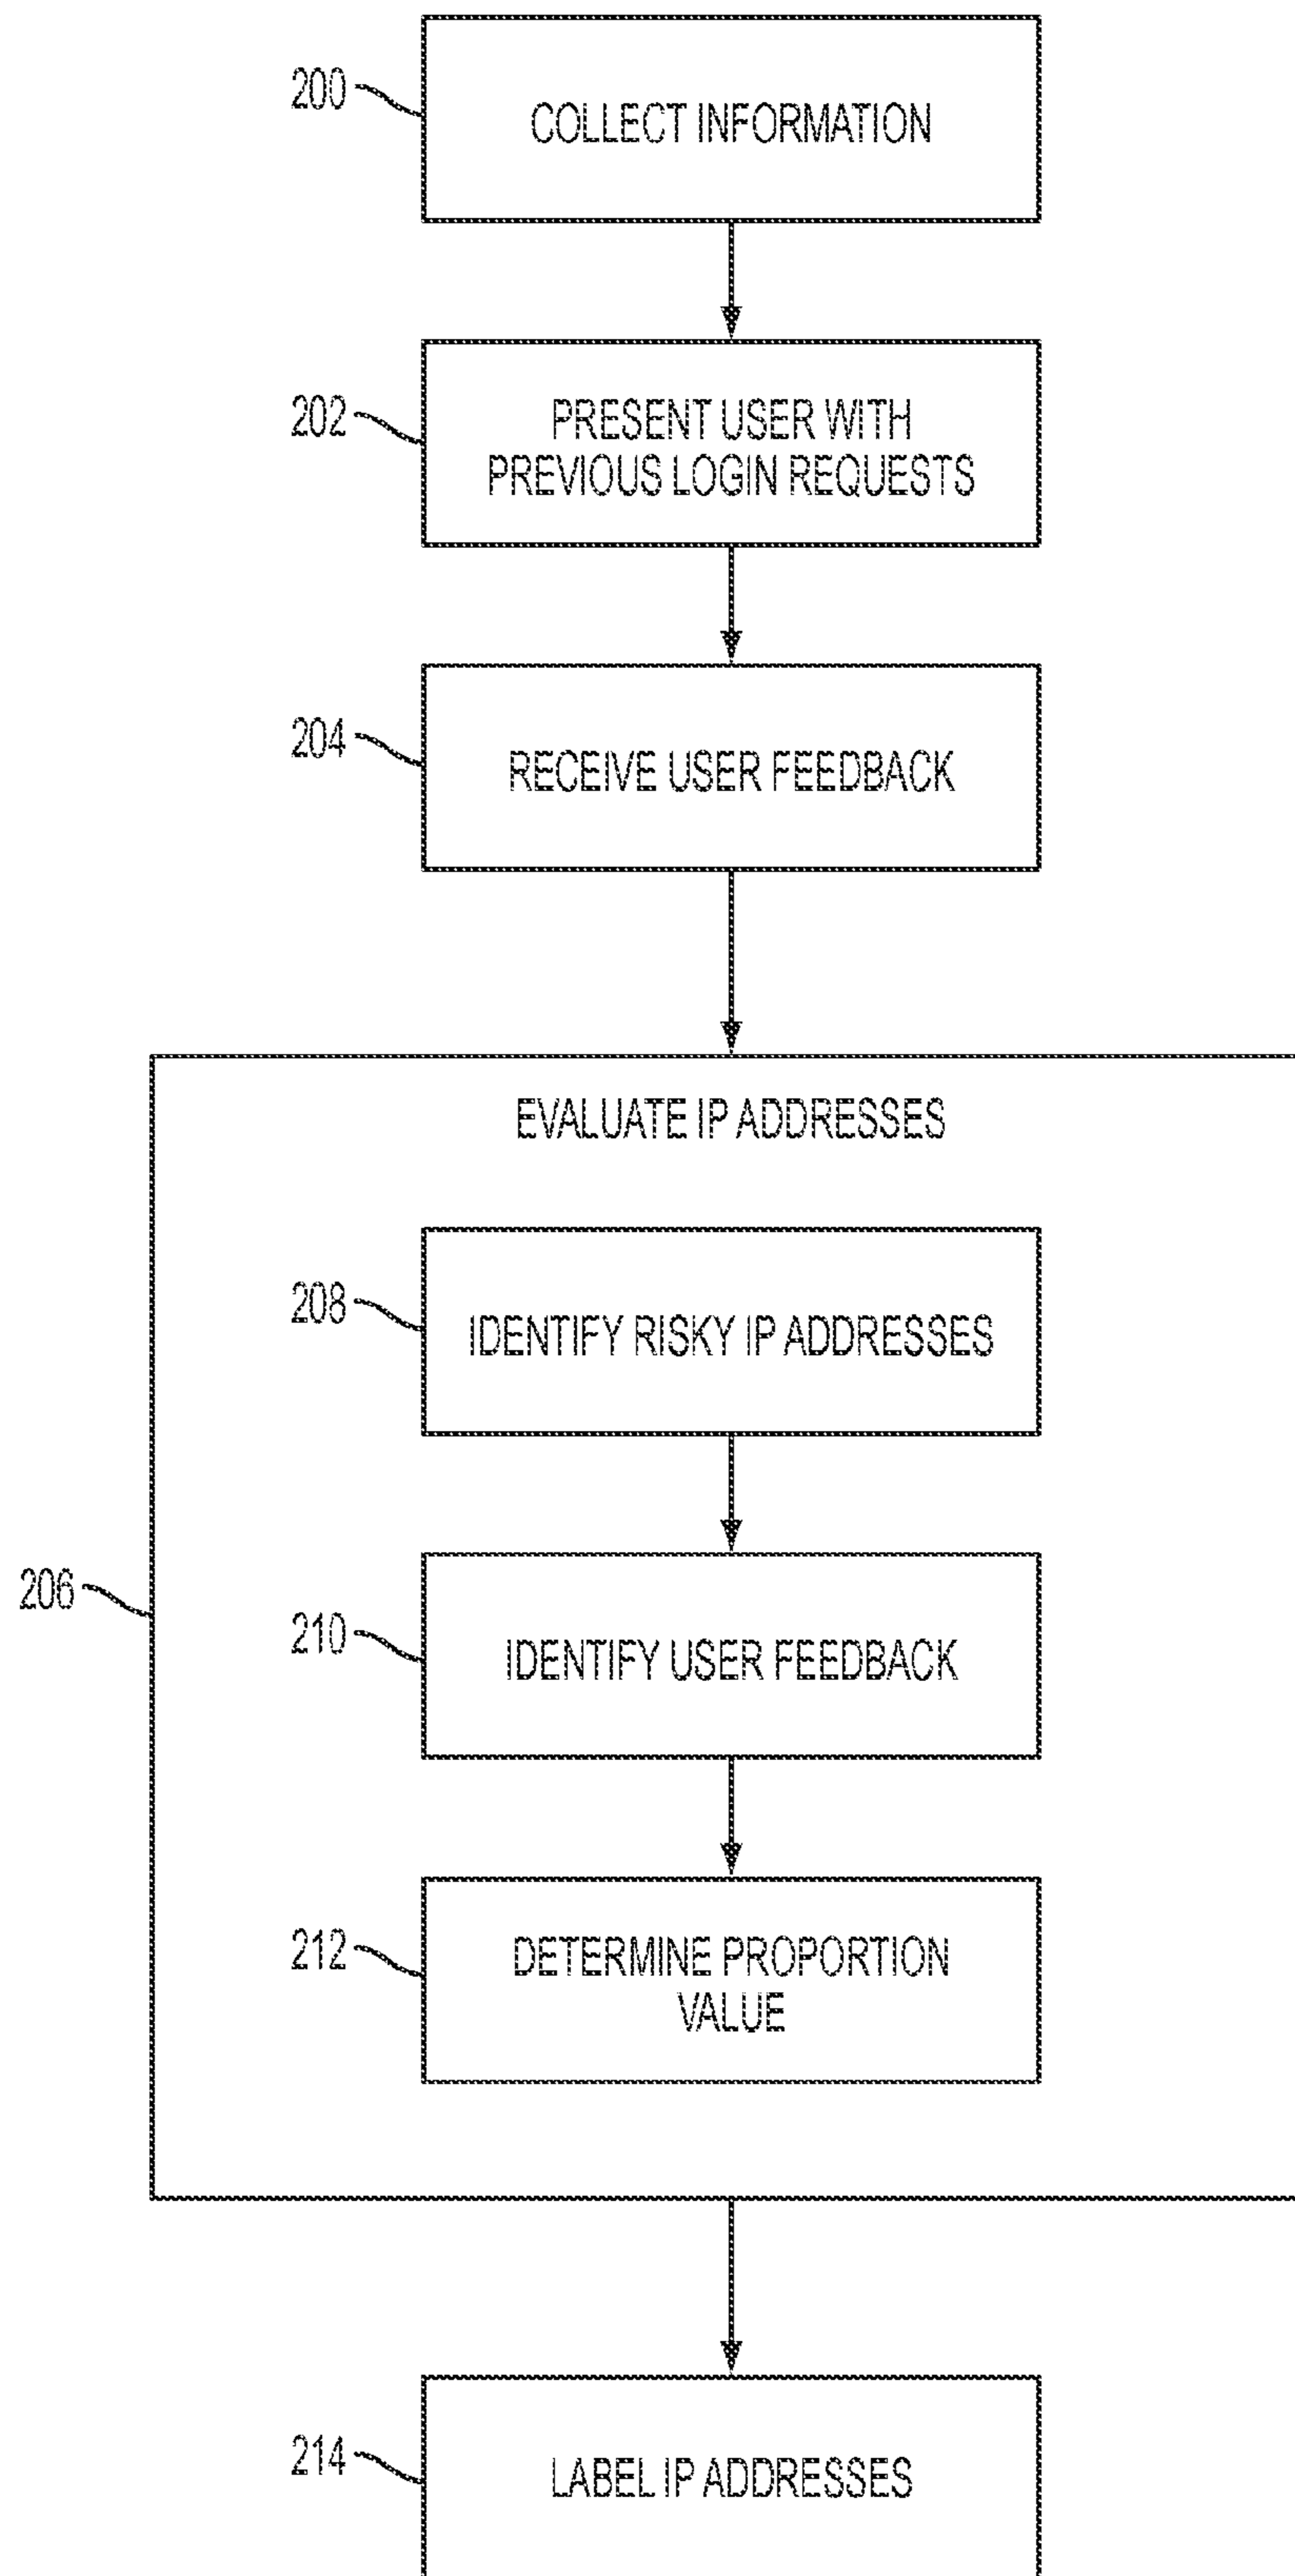 200
COLLECT INFORMATION
202
PRESENT USER WITH
PREVIOUS LOGIN REQUESTS
204
RECEIVE USER FEEDBACK
EVALUATE IP ADDRESSES
208
IDENTIFY RISKY IP ADDRESSES
206
210
IDENTIFY USER FEEDBACK
212
DETERMINE PROPORTION
VALUE
214
LABEL IP ADDRESSES